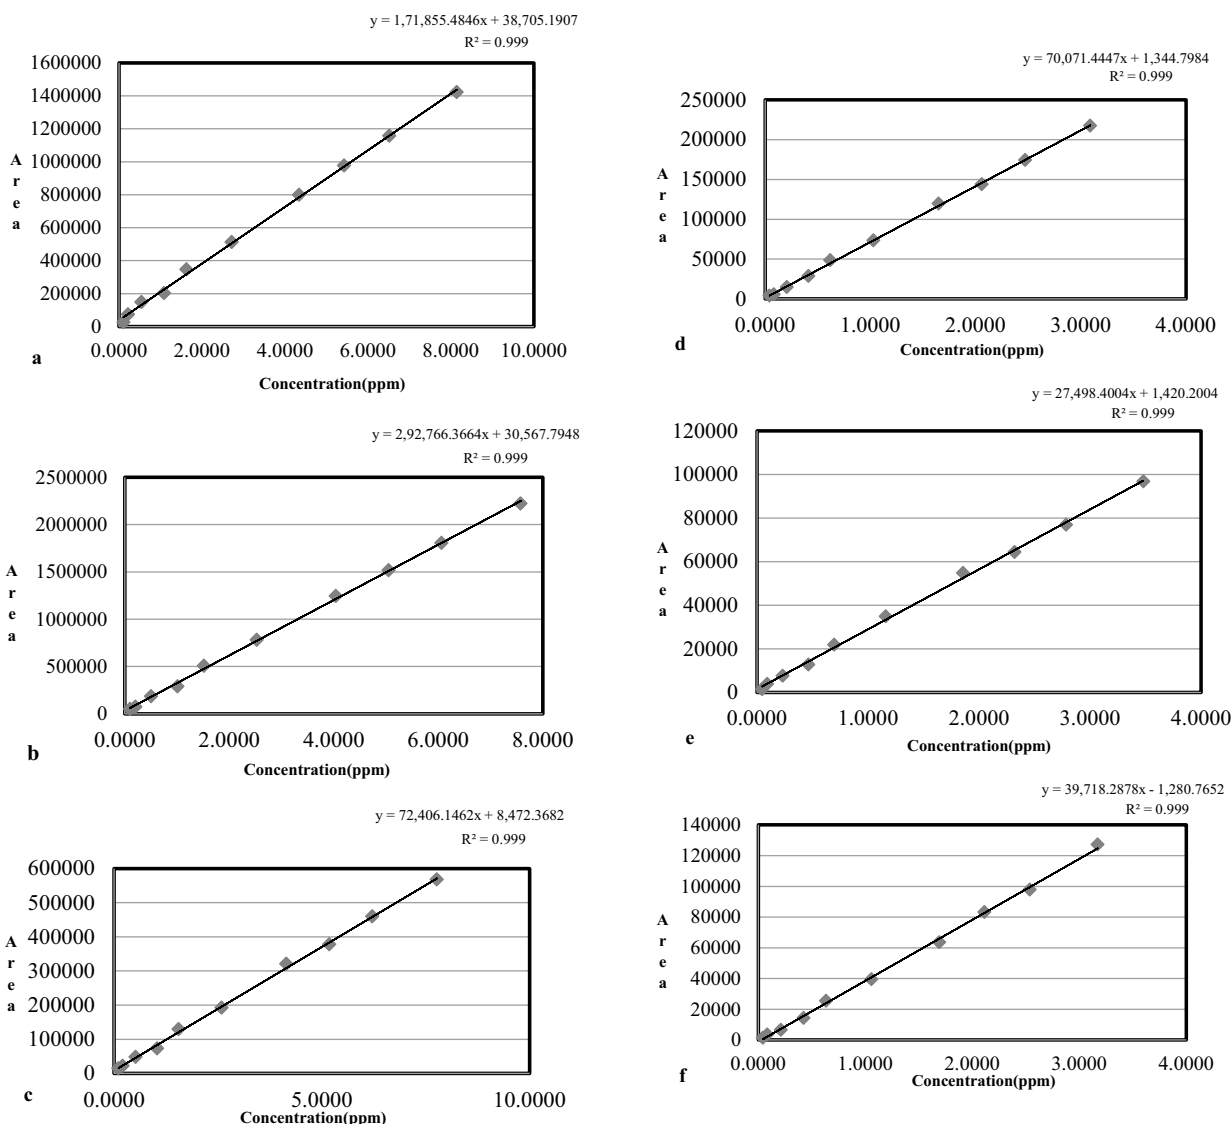 y = 1,71,855.4846x + 38,705.1907
R² = 0.999
1600000
1400000
1200000
1000000
800000
600000
400000
200000
0
Area
0.0000 2.0000 4.0000 6.0000 8.0000 10.0000
a
Concentration(ppm)
y = 2,92,766.3664x + 30,567.7948
R² = 0.999
2500000
2000000
1500000
1000000
500000
0
Area
0.0000 2.0000 4.0000 6.0000 8.0000
b
Concentration(ppm)
y = 72,406.1462x + 8,472.3682
R² = 0.999
600000
500000
400000
300000
200000
100000
0
Area
0.0000 5.0000 10.0000
c
Concentration(ppm)
y = 70,071.4447x + 1,344.7984
R² = 0.999
250000
200000
150000
100000
50000
0
Area
0.0000 1.0000 2.0000 3.0000 4.0000
d
Concentration(ppm)
y = 27,498.4004x + 1,420.2004
R² = 0.999
120000
100000
80000
60000
40000
20000
0
Area
0.0000 1.0000 2.0000 3.0000 4.0000
e
Concentration(ppm)
y = 39,718.2878x - 1,280.7652
R² = 0.999
140000
120000
100000
80000
60000
40000
20000
0
Area
0.0000 1.0000 2.0000 3.0000 4.0000
f
Concentration(ppm)